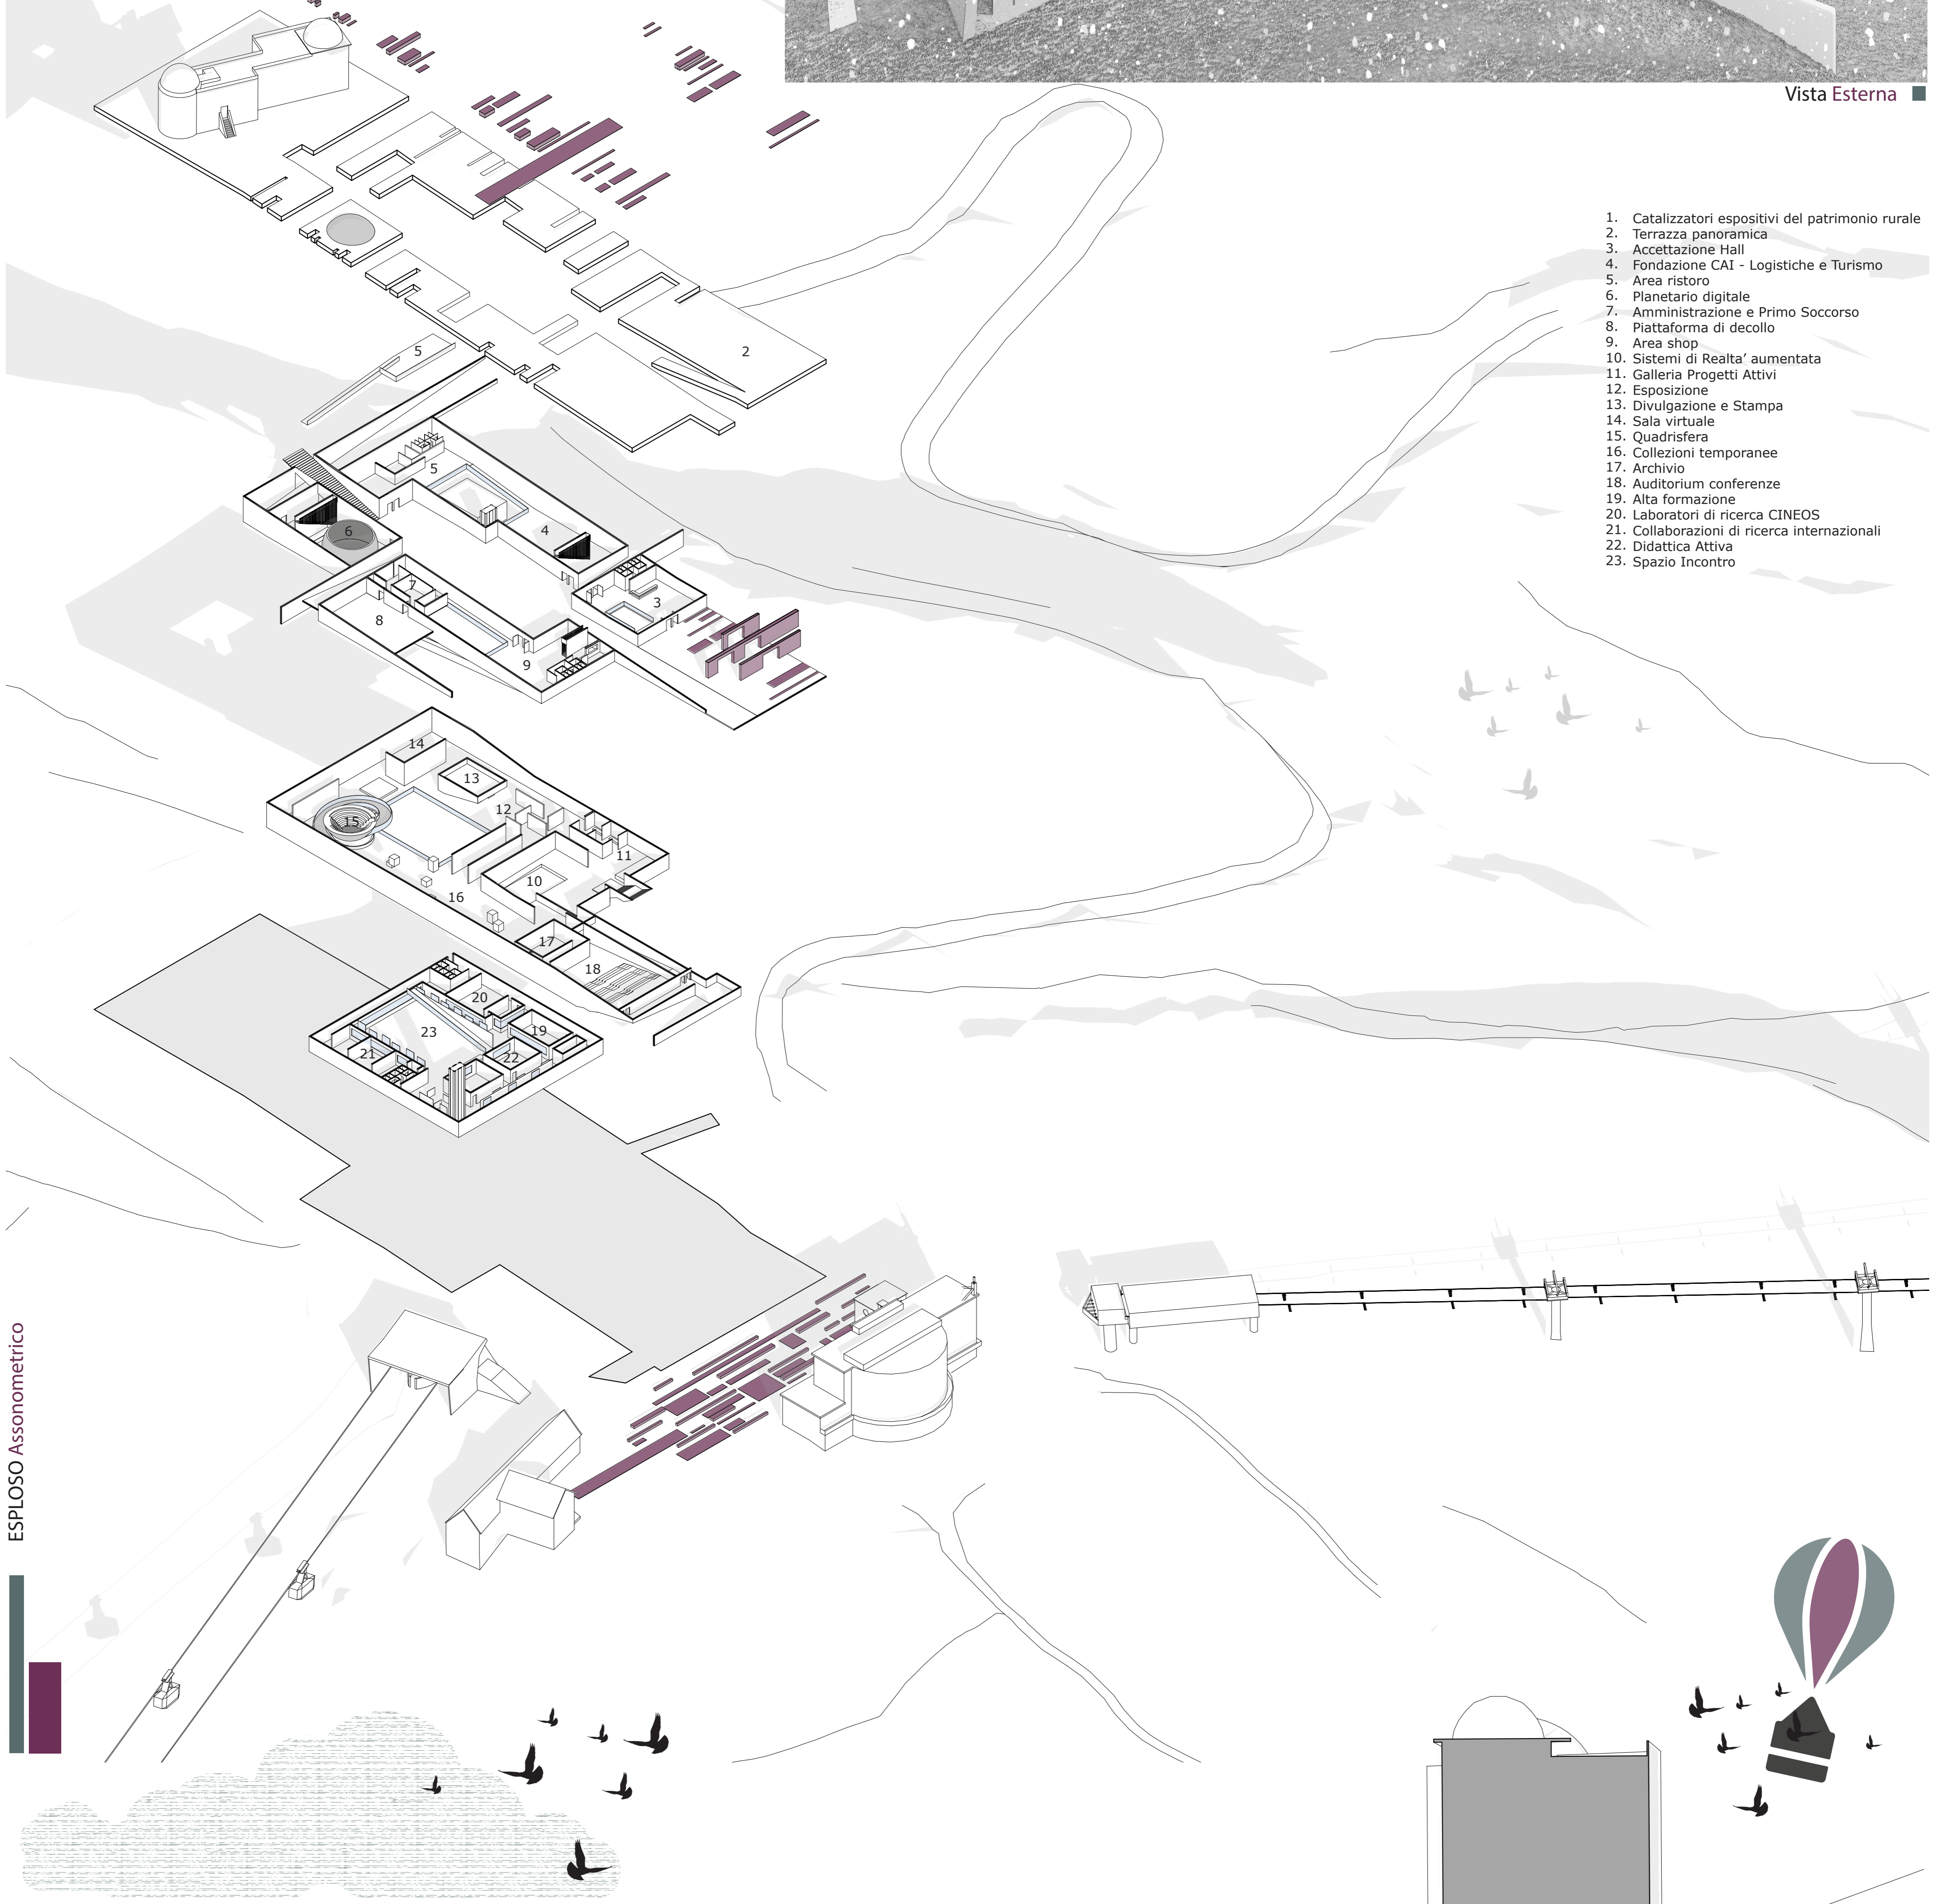 Vista Esterna
1. Catalizzatori espositivi del patrimonio rurale
2. Terrazza panoramica
3. Accettazione Hall
4. Fondazione CAI - Logistiche e Turismo
5. Area ristoro
6. Planetario digitale
7. Amministrazione e Primo Soccorso
8. Piattaforma di decollo
9. Area shop
10. Sistemi di Realta' aumentata
11. Galleria Progetti Attivi
12. Esposizione
13. Divulgazione e Stampa
14. Sala virtuale
15. Quadrisfera
16. Collezioni temporanee
17. Archivio
18. Auditorium conferenze
19. Alta formazione
20. Laboratori di ricerca CINEOS
21. Collaborazioni di ricerca internazionali
22. Didattica Attiva
23. Spazio Incontro
5
2
5
4
6
7
3
8
9
14
13
12
15
11
10
16
17
18
20
19
23
21
22
ESPLOSO Assonometrico